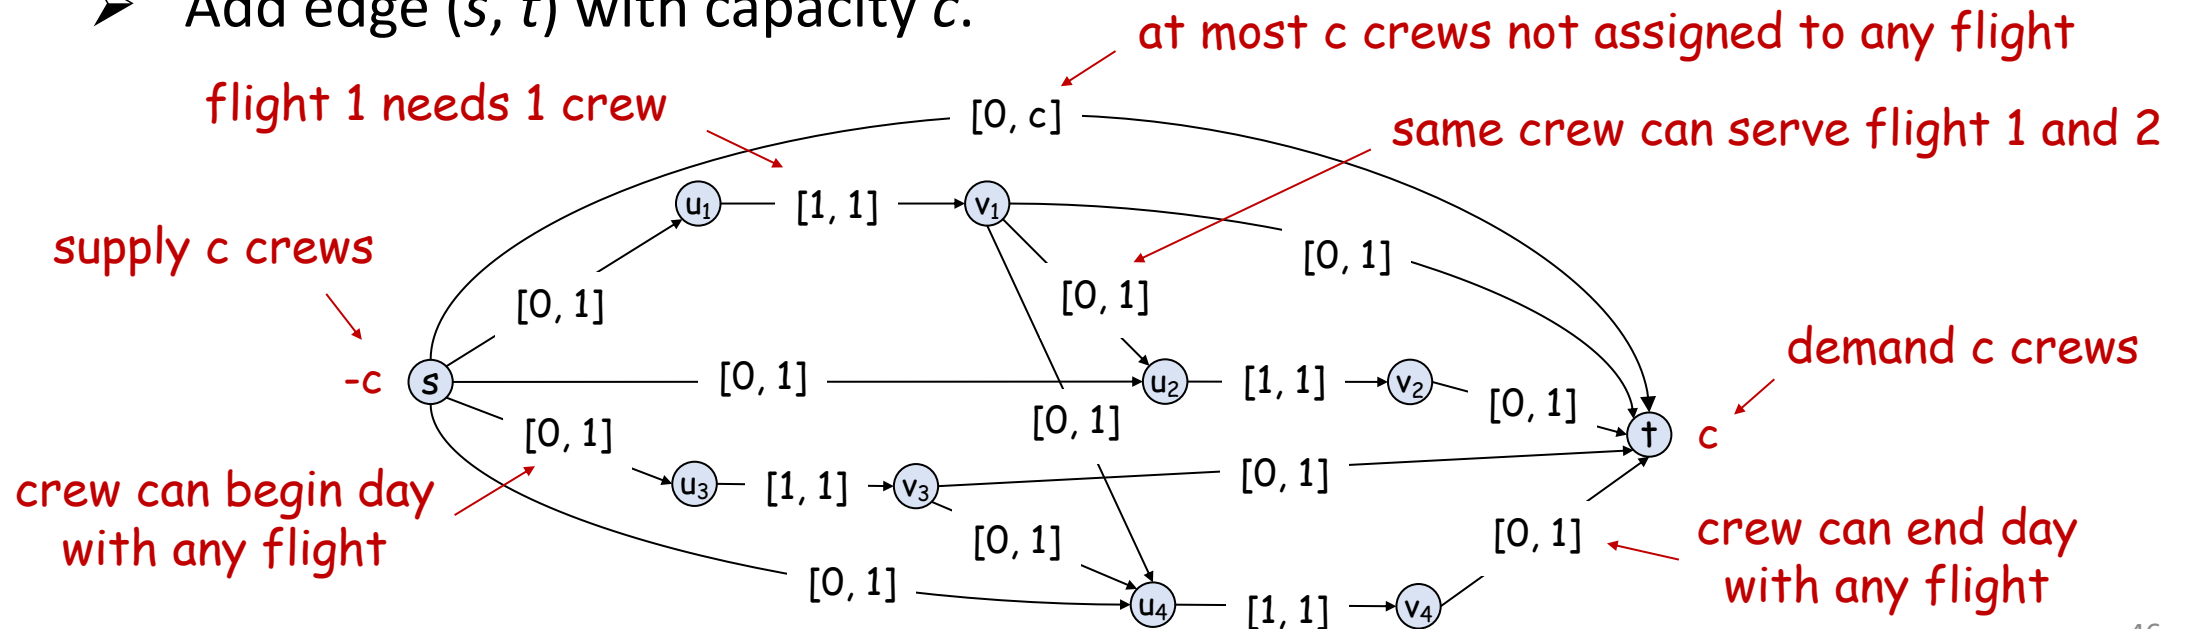 ➢ Add edge (s, t) with capacity c.
at most c crews not assigned to any flight
flight 1 needs 1 crew
[0, c]
same crew can serve flight 1 and 2
u1
[1, 1]
v1
supply c crews
[0, 1]
[0, 1]
[0, 1]
demand c crews
-c
s
[0, 1]
u2
[1, 1]
v2
[0, 1]
[0, 1]
[0, 1]
t
c
crew can begin day
with any flight
u3
[1, 1]
v3
[0, 1]
[0, 1]
[0, 1]
crew can end day
with any flight
[0, 1]
u4
[1, 1]
v4